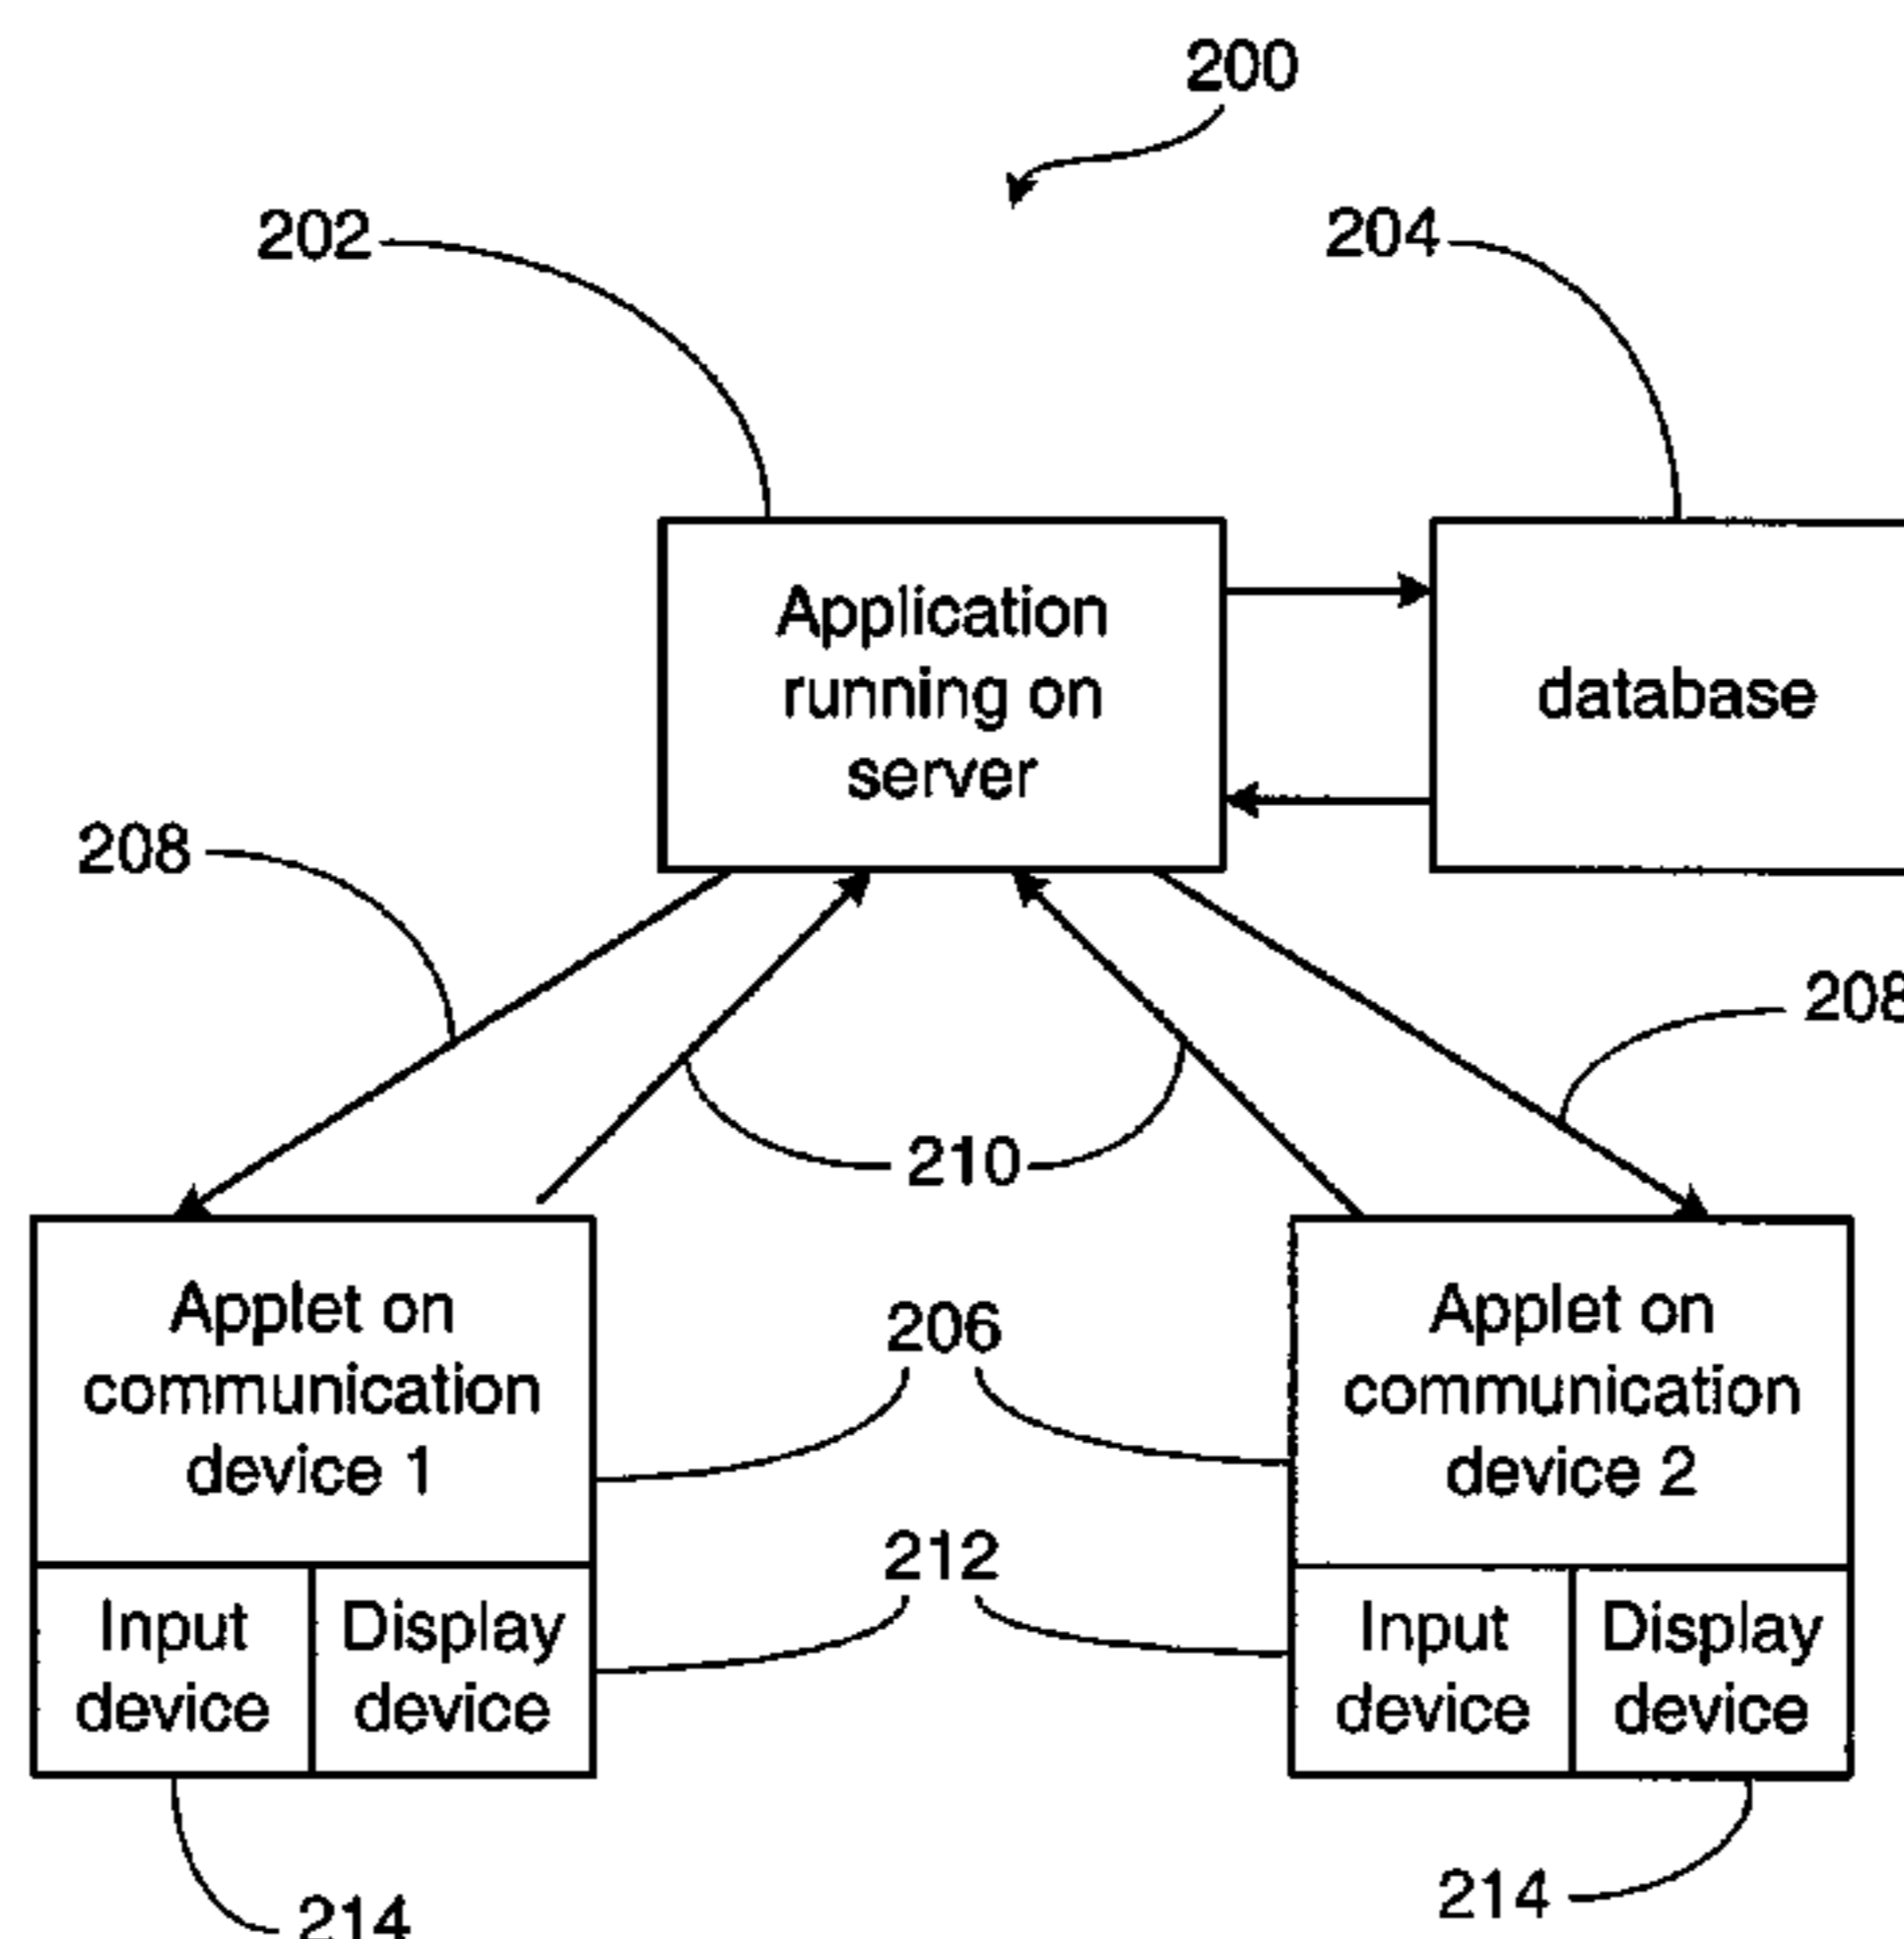 200
202
204
Application
running on
server
database
208
208
210
Applet on
communication
device 1
206
Applet on
communication
device 2
212
Input
device
Display
device
Input
device
Display
device
214
214